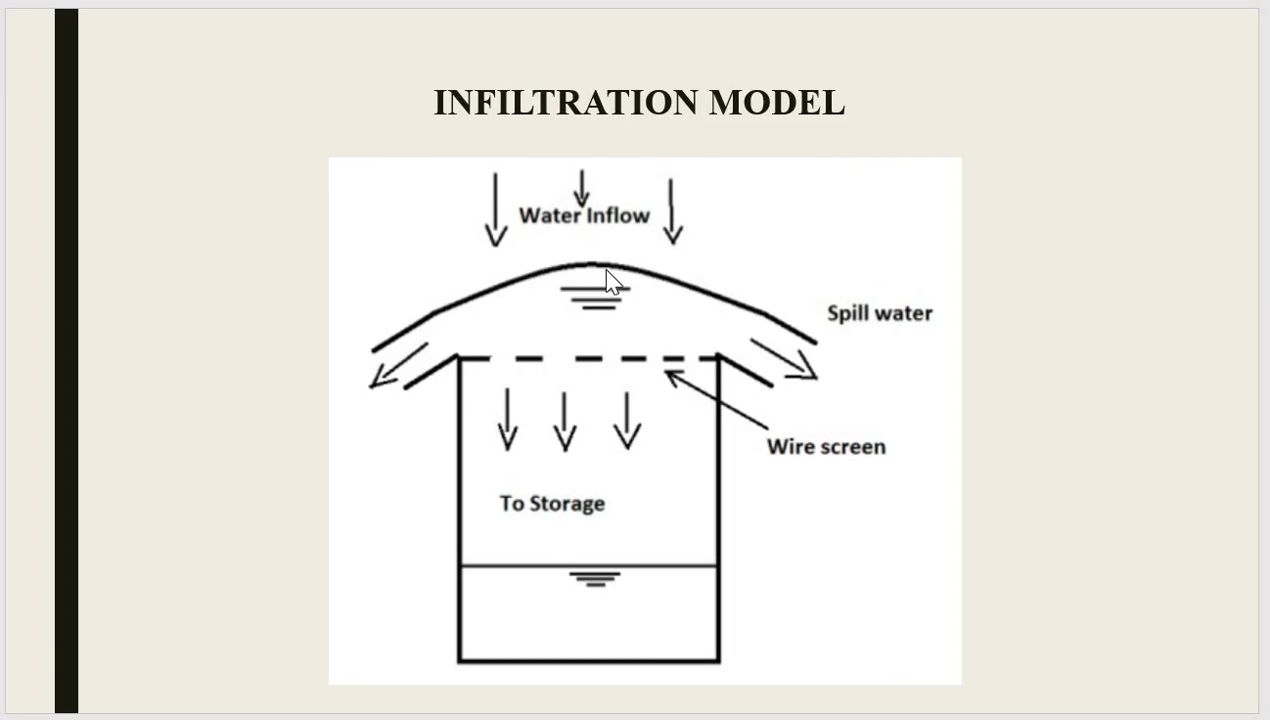 INFILTRATION MODEL
Water Inflow
Spill water
Wire screen
To Storage